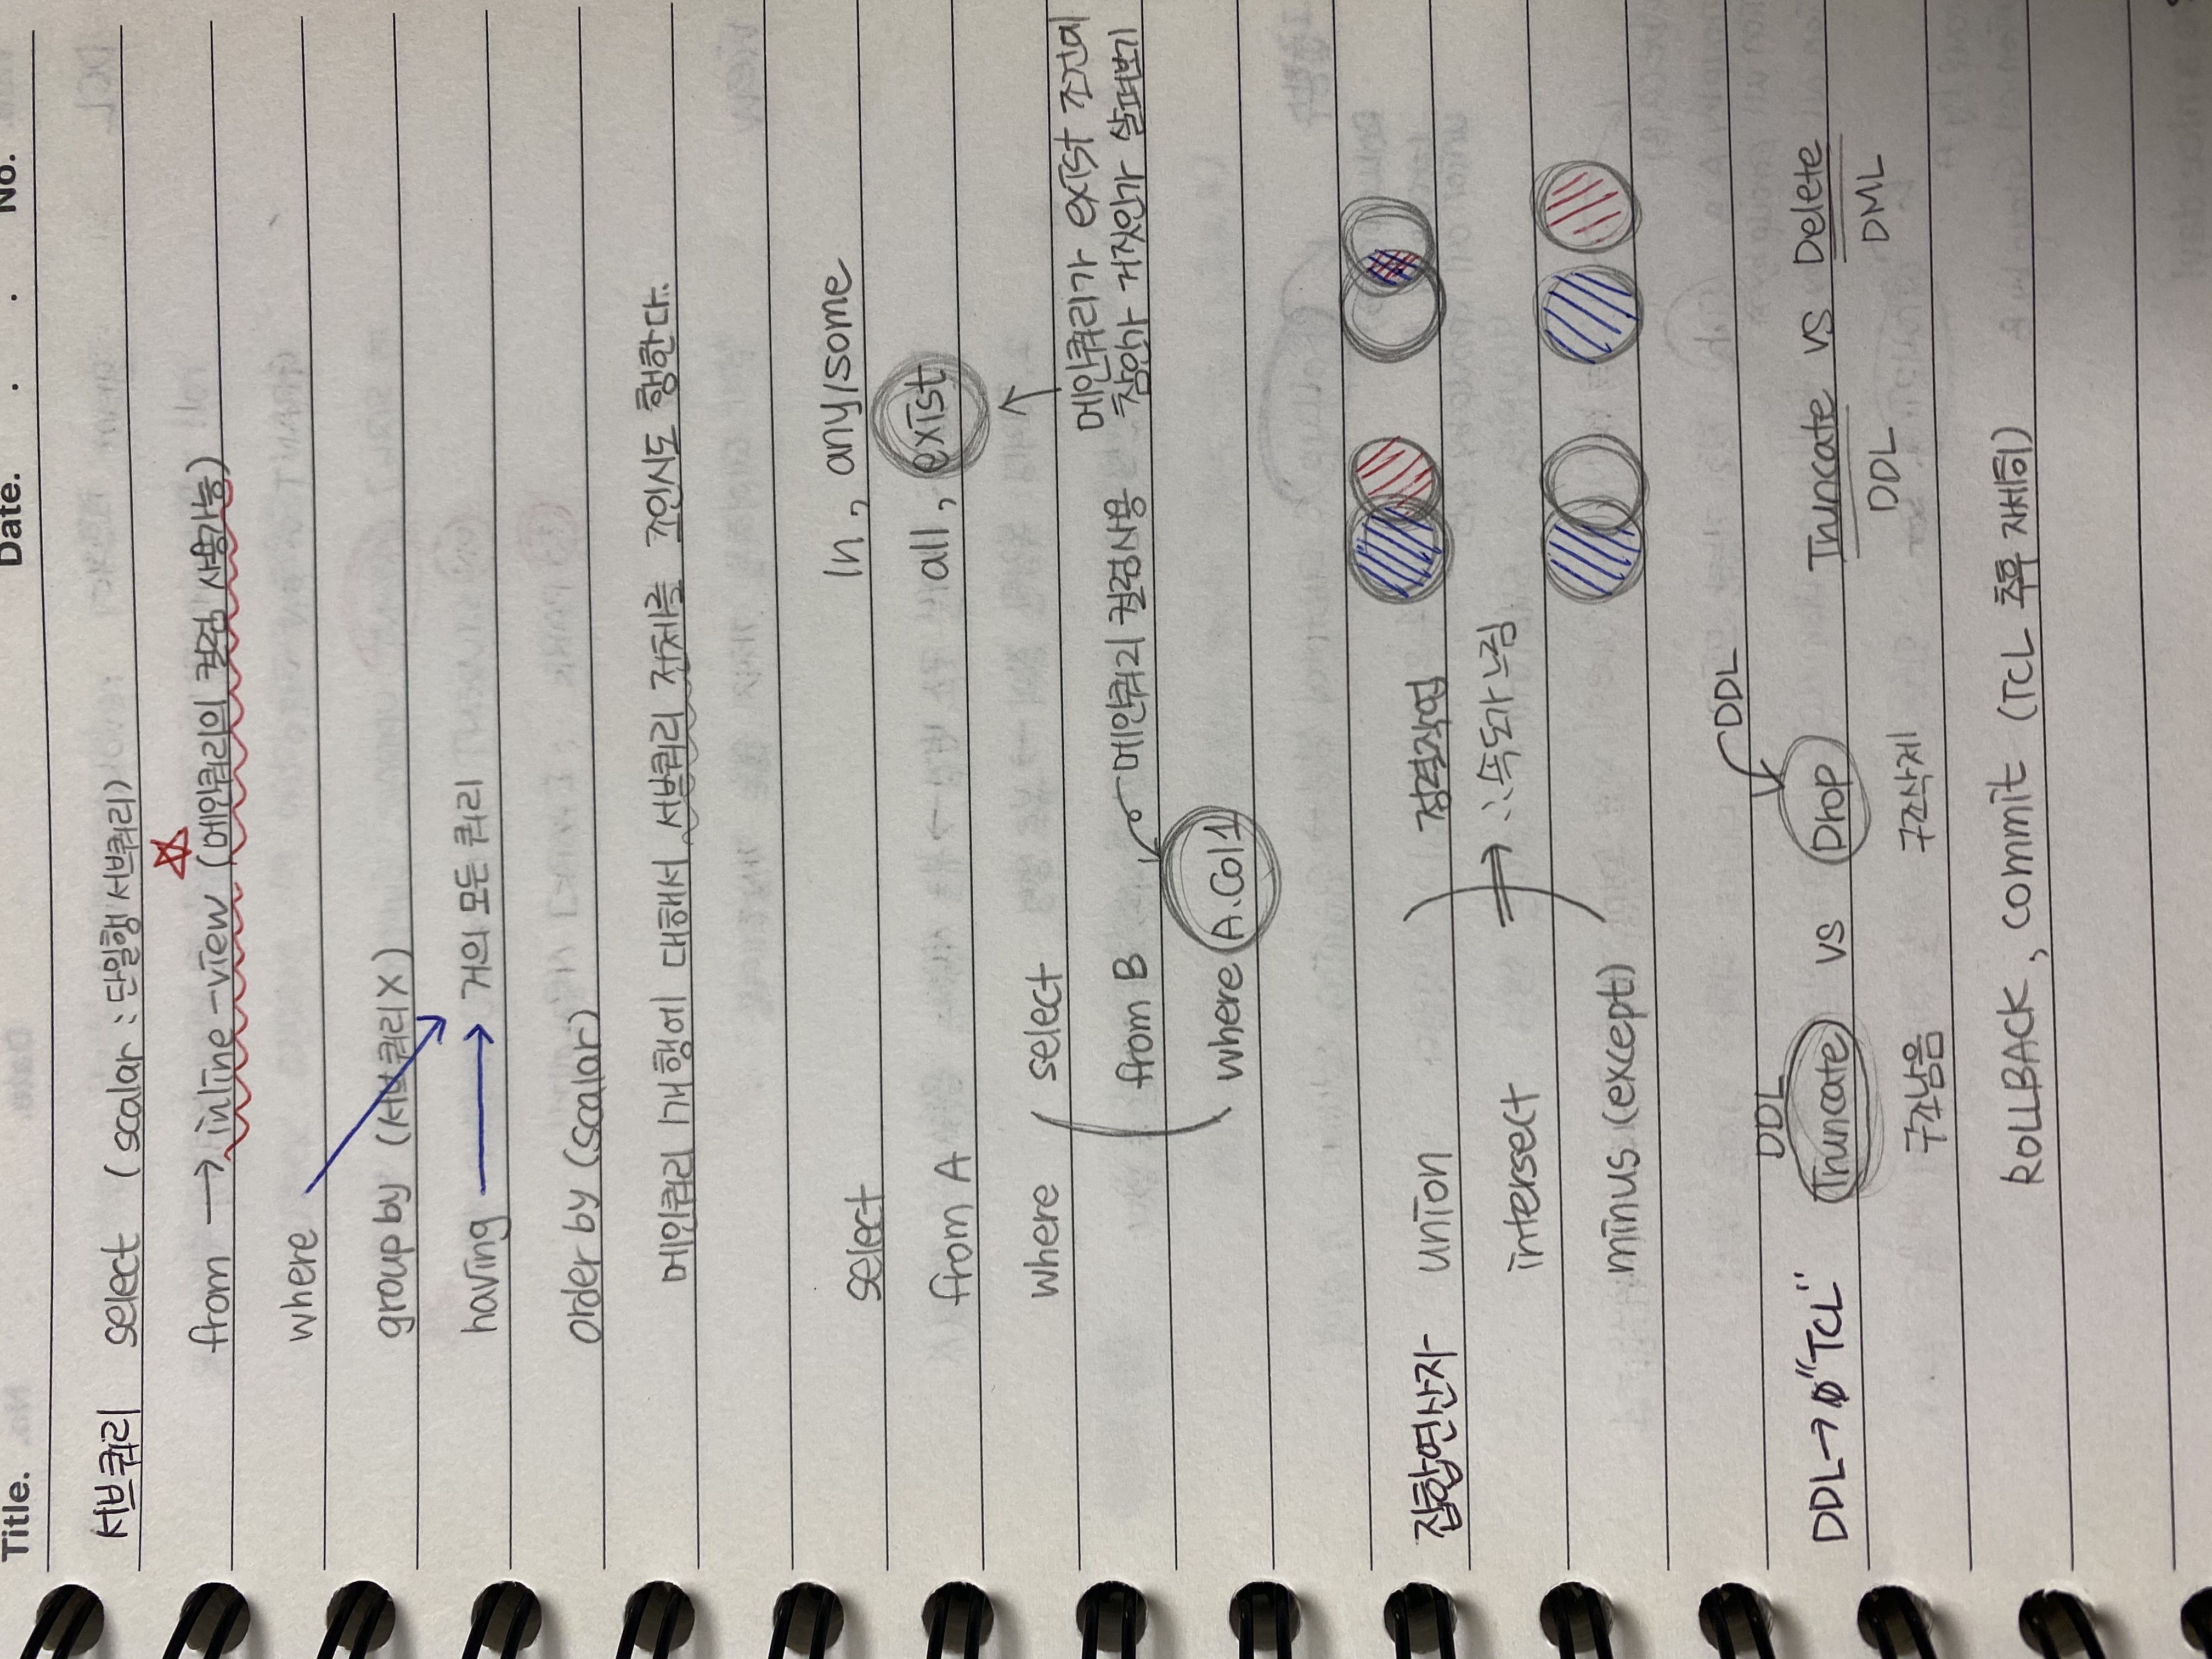 Title. Date. . . No.
서브쿼리 select (scalar : 단일행 서브쿼리)
from → inline-view (메인쿼리의 컬럼 사용가능)
where
group by (서브쿼리X)
having → 거의 모든 쿼리
order by (scalar)
메인쿼리 1개 행에 대해서 서브쿼리 전체를 조인시도 행한다.
select
from A
where ( select
from B
where A.Col1
메인쿼리 컬럼사용
In, any/some
all, exist
메인쿼리가 exist 조건에
참인가 거짓인가 살펴보기
집합연산자 union
intersect
minus (except)
정렬작업
⇒ ∴속도가 느림
DDL DDL
DDL→ø"TCL" Truncate vs Drop Truncate vs Delete
DDL DML
구조남음 구조삭제
ROLLBACK, commit (TCL 추후 자세히)